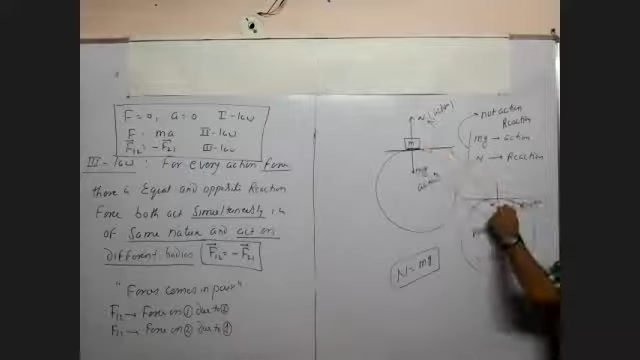 F = 0, a = 0 I - law
F = ma II - law
F12 = -F21 III - law
III - law : For every action force
there is Equal and opposite Reaction
Force both act simultaneously is
of Same nature and act on
different bodies F12 = -F21
"Forces comes in pair"
F12 → Force on ① due to ②
F21 → Force on ② due to ①
N
m
mg
N = mg
not action
Reaction
mg → action
N → Reaction